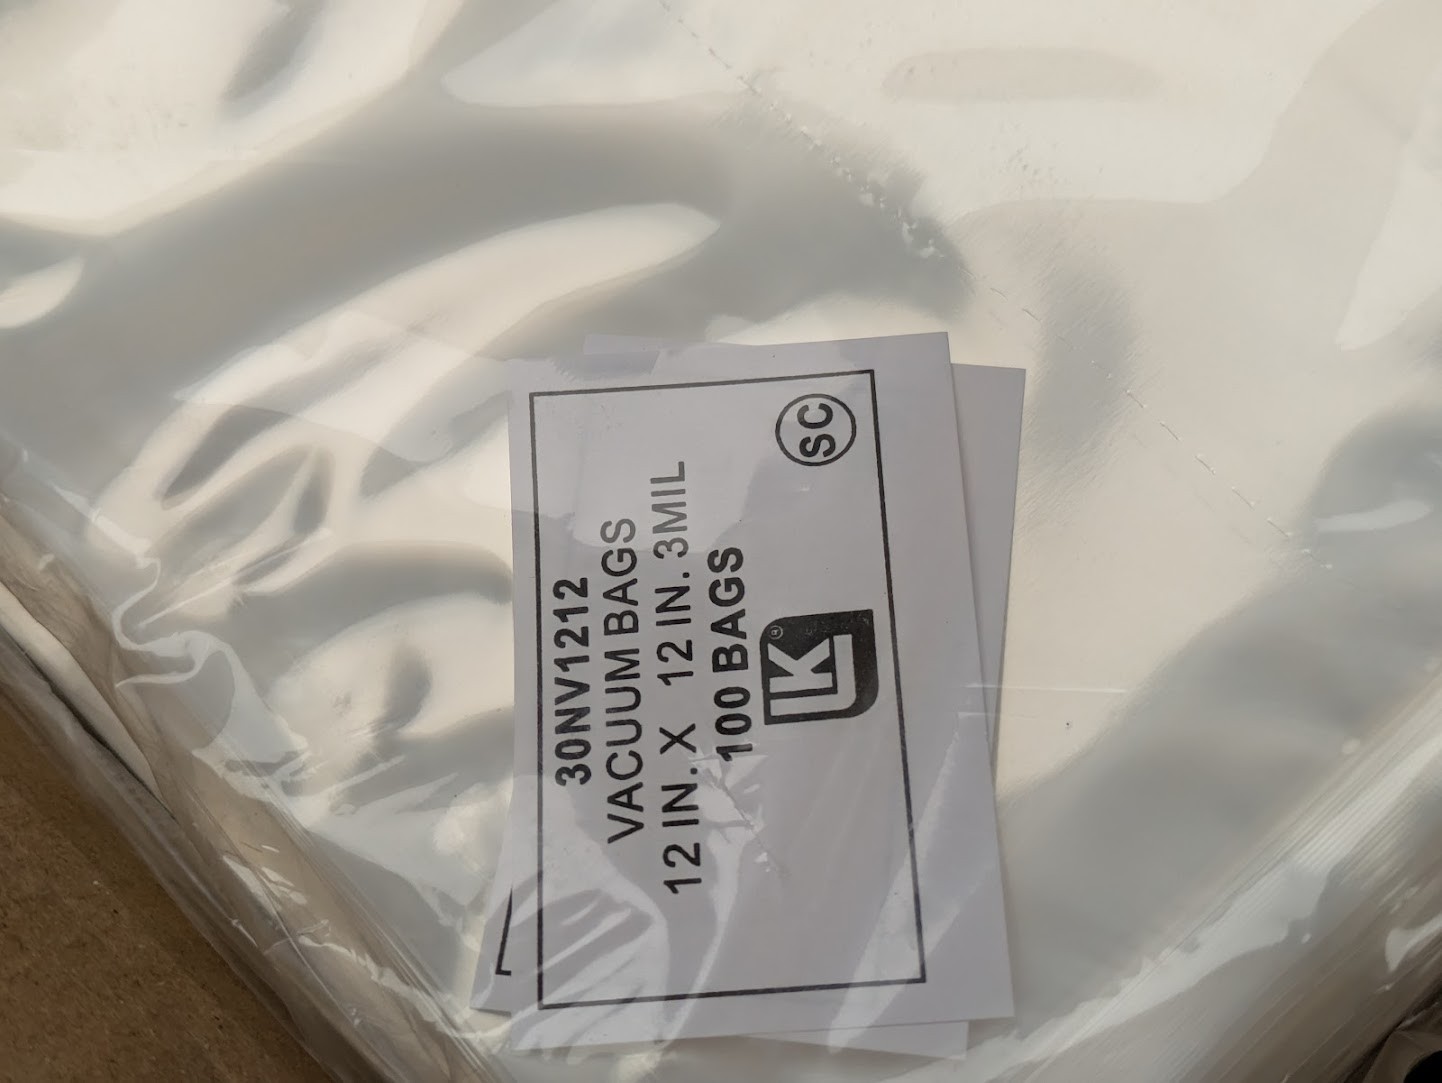 30NV1212
VACUUM BAGS
12 IN. X 12 IN. 3MIL
100 BAGS
LK®
SC